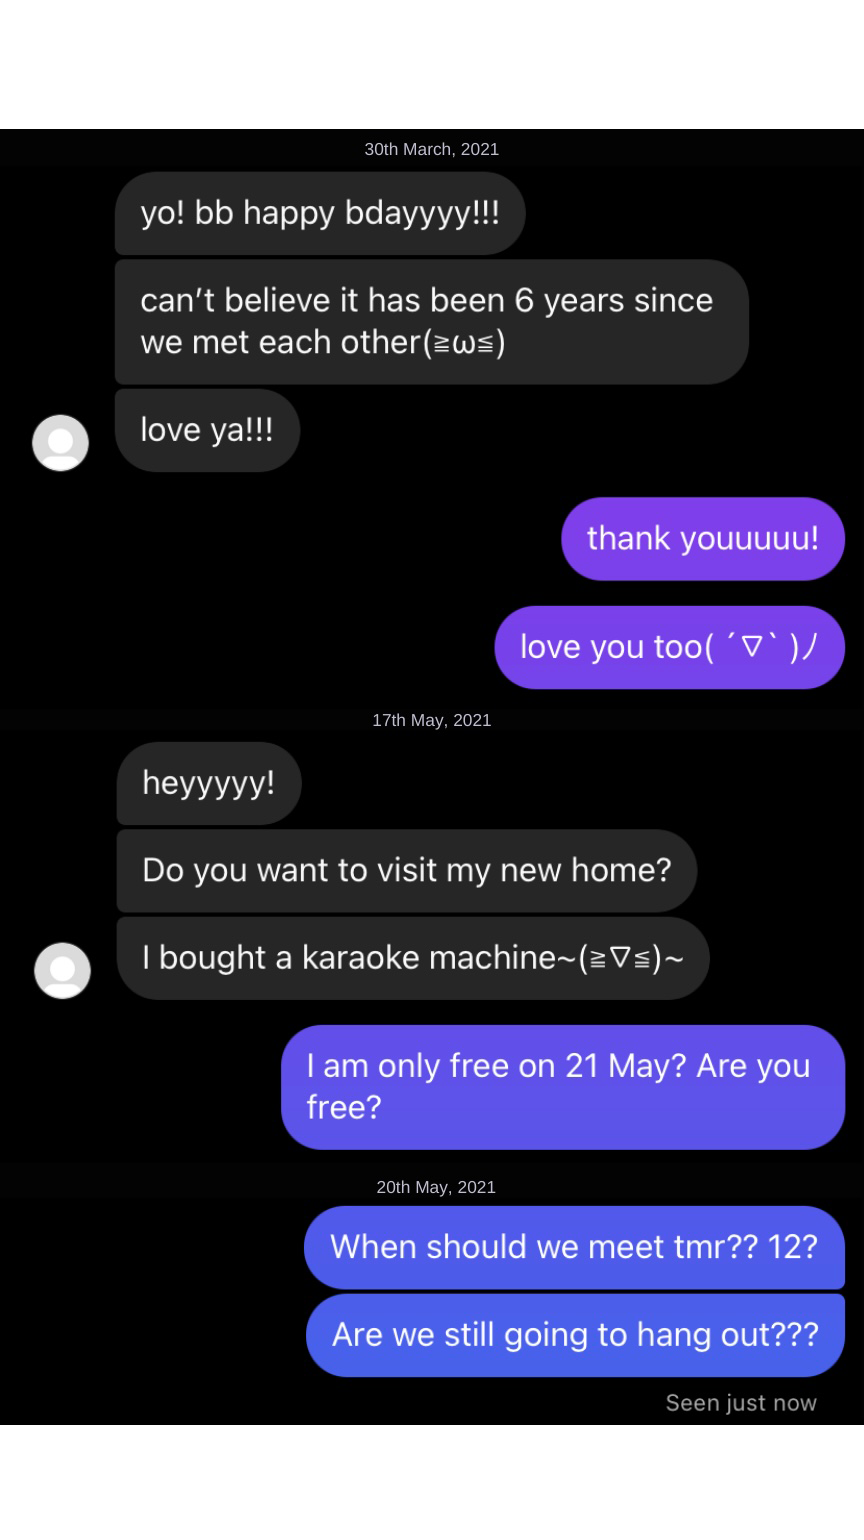 30th March, 2021
yo! bb happy bdayyyy!!!
can’t believe it has been 6 years since
we met each other(≧ω≦)
love ya!!!
thank youuuuu!
love you too( ´∇｀ )ﾉ
17th May, 2021
heyyyyy!
Do you want to visit my new home?
I bought a karaoke machine~(≧∇≦)~
I am only free on 21 May? Are you
free?
20th May, 2021
When should we meet tmr?? 12?
Are we still going to hang out???
Seen just now